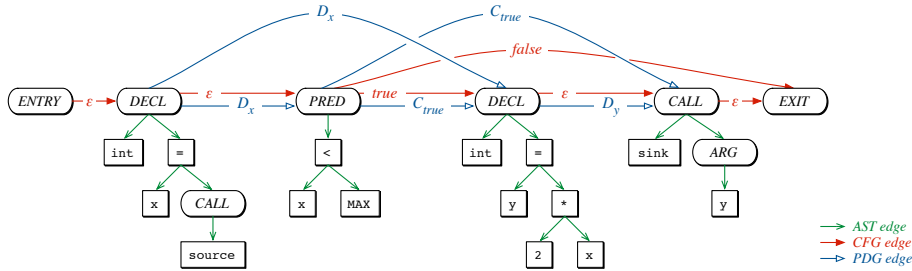 D_x C_true
false
ENTRY ε DECL ε PRED true DECL ε CALL ε EXIT
D_x C_true D_y
int = < int = sink ARG
x CALL x MAX y * y
source 2 x
AST edge
CFG edge
PDG edge